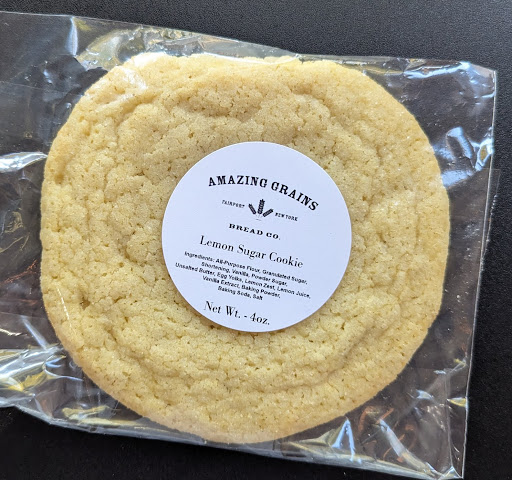 AMAZING GRAINS
FAIRPORT NEW YORK
BREAD CO.
Lemon Sugar Cookie
Ingredients: All-Purpose Flour, Granulated Sugar,
Shortening, Vanilla, Powder Sugar,
Unsalted Butter, Egg Yolks, Lemon Zest, Lemon Juice,
Vanilla Extract, Baking Powder,
Baking Soda, Salt
Net Wt. - 4oz.